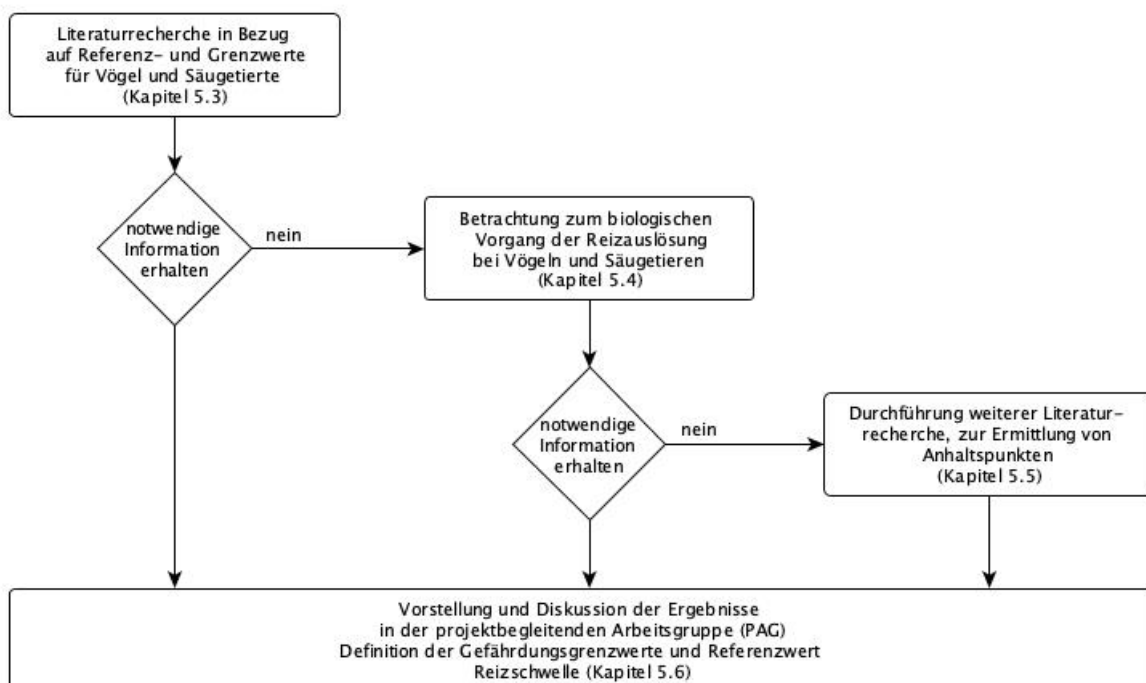 Literaturrecherche in Bezug
auf Referenz- und Grenzwerte
für Vögel und Säugetierte
(Kapitel 5.3)
notwendige
Information
erhalten
nein
Betrachtung zum biologischen
Vorgang der Reizauslösung
bei Vögeln und Säugetieren
(Kapitel 5.4)
notwendige
Information
erhalten
nein
Durchführung weiterer Literatur-
recherche, zur Ermittlung von
Anhaltspunkten
(Kapitel 5.5)
Vorstellung und Diskussion der Ergebnisse
in der projektbegleitenden Arbeitsgruppe (PAG)
Definition der Gefährdungsgrenzwerte und Referenzwert
Reizschwelle (Kapitel 5.6)